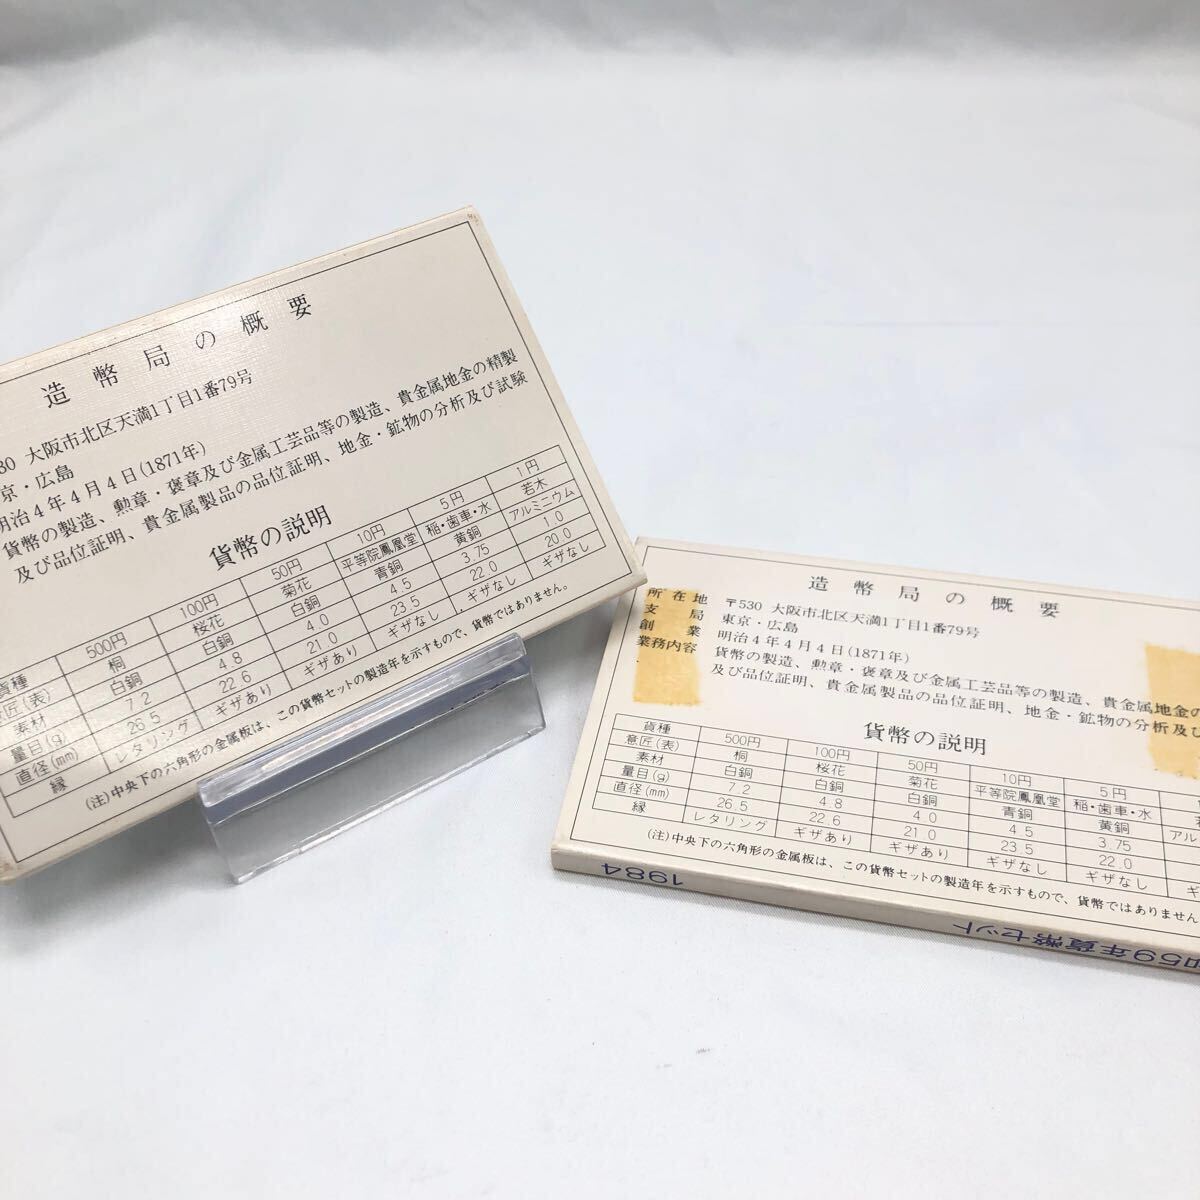 造幣局の概要
30 大阪市北区天満1丁目1番79号
京・広島
明治4年4月4日(1871年)
貨幣の製造、勲章・褒章及び金属工芸品等の製造、貴金属地金の精製
及び品位証明、貴金属製品の品位証明、地金・鉱物の分析及び試験
貨幣の説明
貨種 500円 100円 50円 10円 5円 1円
意匠(表) 桐 桜花 菊花 平等院鳳凰堂 稲・歯車・水 若木
素材 白銅 白銅 白銅 青銅 黄銅 アルミニウム
量目(g) 7.2 4.8 4.0 4.5 3.75 1.0
直径(mm) 26.5 22.6 21.0 23.5 22.0 20.0
縁 レタリング ギザあり ギザあり ギザなし ギザなし ギザなし
(注)中央下の六角形の金属板は、この貨幣セットの製造年を示すもので、貨幣ではありません。
造幣局の概要
所在地 〒530 大阪市北区天満1丁目1番79号
支局 東京・広島
創業 明治4年4月4日(1871年)
業務内容 貨幣の製造、勲章・褒章及び金属工芸品等の製造、貴金属地金の
及び品位証明、貴金属製品の品位証明、地金・鉱物の分析及び
貨幣の説明
貨種 500円 100円 50円 10円 5円
意匠(表) 桐 桜花 菊花 平等院鳳凰堂 稲・歯車・水
素材 白銅 白銅 白銅 青銅 黄銅 アル
量目(g) 7.2 4.8 4.0 4.5 3.75
直径(mm) 26.5 22.6 21.0 23.5 22.0
縁 レタリング ギザあり ギザあり ギザなし ギザなし ギ
(注)中央下の六角形の金属板は、この貨幣セットの製造年を示すもので、貨幣ではありません
59年貨幣セット 1984